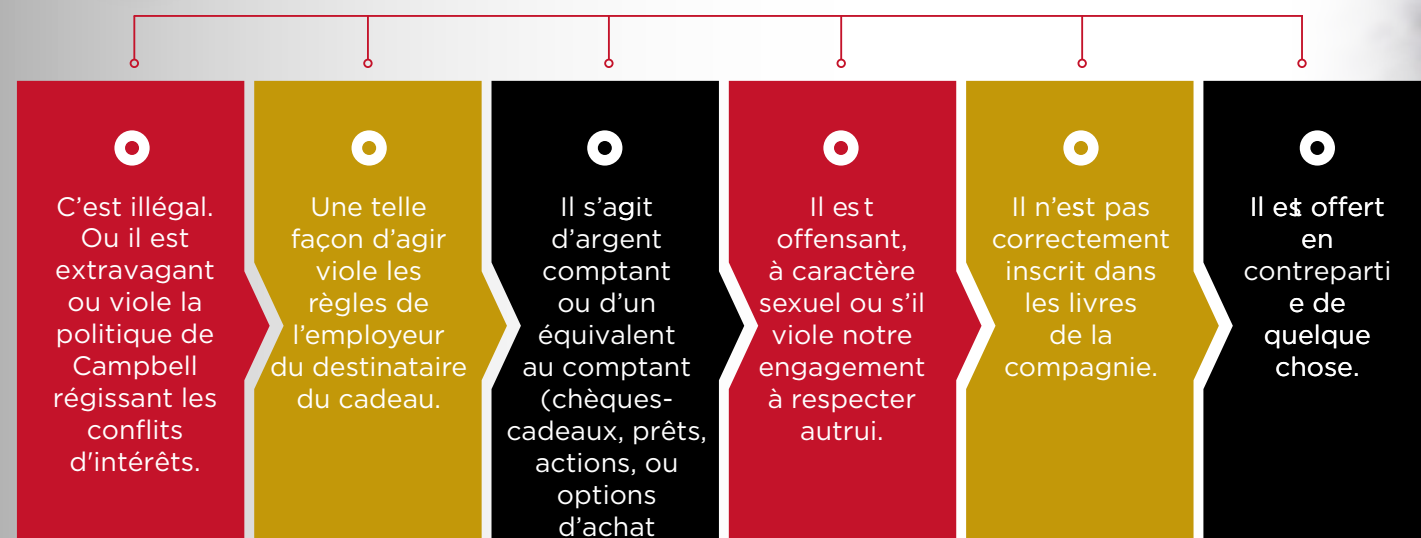 C’est illégal.
Ou il est
extravagant
ou viole la
politique de
Campbell
régissant les
conflits
d'intérêts.
Une telle
façon d’agir
viole les
règles de
l’employeur
du destinataire
du cadeau.
Il s’agit
d’argent
comptant
ou d’un
équivalent
au comptant
(chèques-
cadeaux, prêts,
actions, ou
options
d’achat
Il est
offensant,
à caractère
sexuel ou s’il
viole notre
engagement
à respecter
autrui.
Il n’est pas
correctement
inscrit dans
les livres
de la
compagnie.
Il est offert
en
contreparti
e de
quelque
chose.